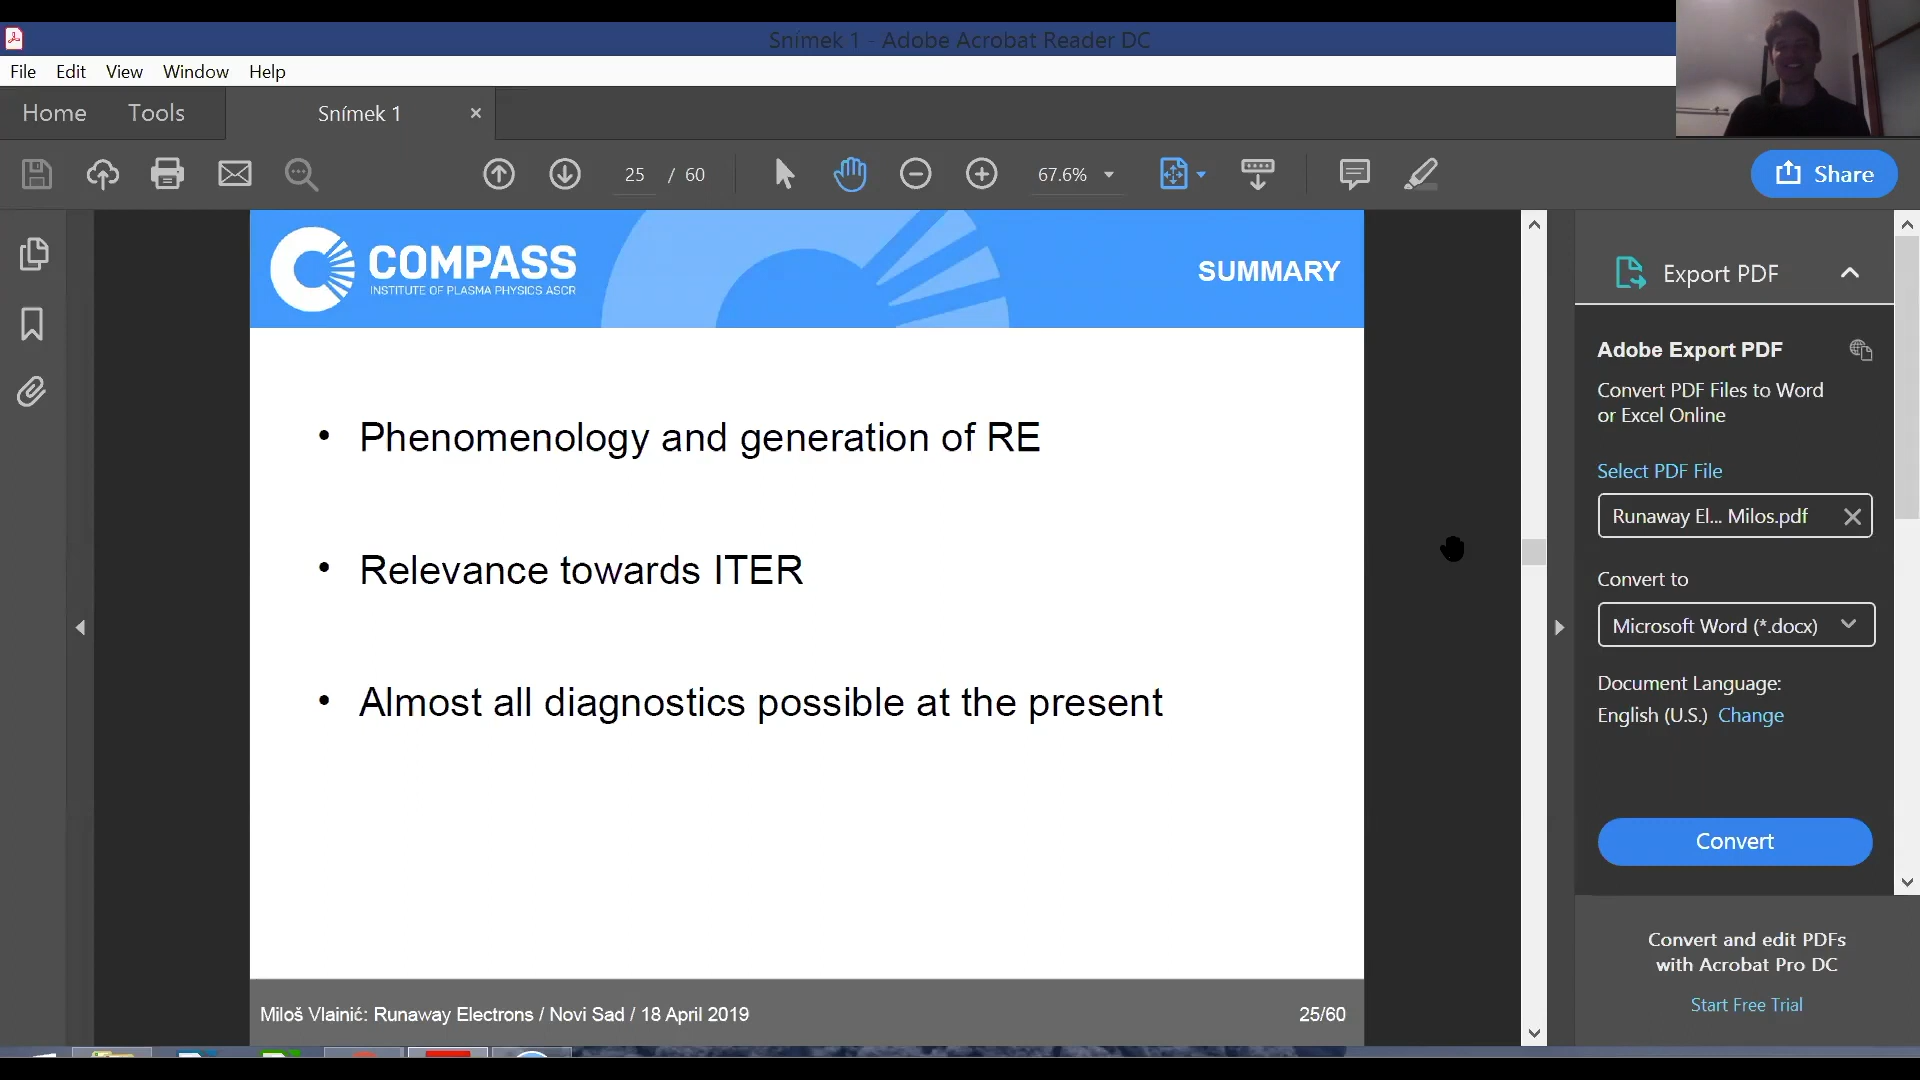 Snímek 1 - Adobe Acrobat Reader DC
File Edit View Window Help
Home Tools Snímek 1 ×
25 / 60 67.6% Share
COMPASS
INSTITUTE OF PLASMA PHYSICS ASCR
SUMMARY
• Phenomenology and generation of RE
• Relevance towards ITER
• Almost all diagnostics possible at the present
Miloš Vlainić: Runaway Electrons / Novi Sad / 18 April 2019 25/60
Export PDF
Adobe Export PDF
Convert PDF Files to Word
or Excel Online
Select PDF File
Runaway El... Milos.pdf
Convert to
Microsoft Word (*.docx)
Document Language:
English (U.S.) Change
Convert
Convert and edit PDFs
with Acrobat Pro DC
Start Free Trial